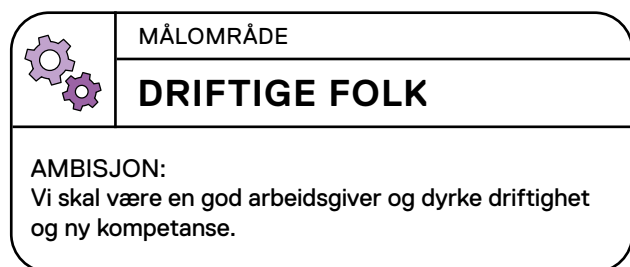 MÅLOMRÅDE
DRIFTIGE FOLK
AMBISJON:
Vi skal være en god arbeidsgiver og dyrke driftighet
og ny kompetanse.